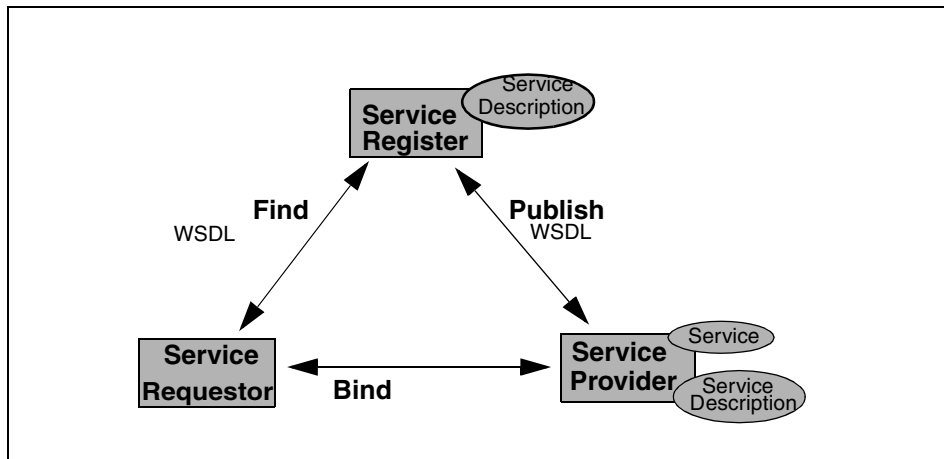 Service
Description
Service
Register
Find
WSDL
Publish
WSDL
Service
Requestor
Bind
Service
Provider
Service
Service
Description